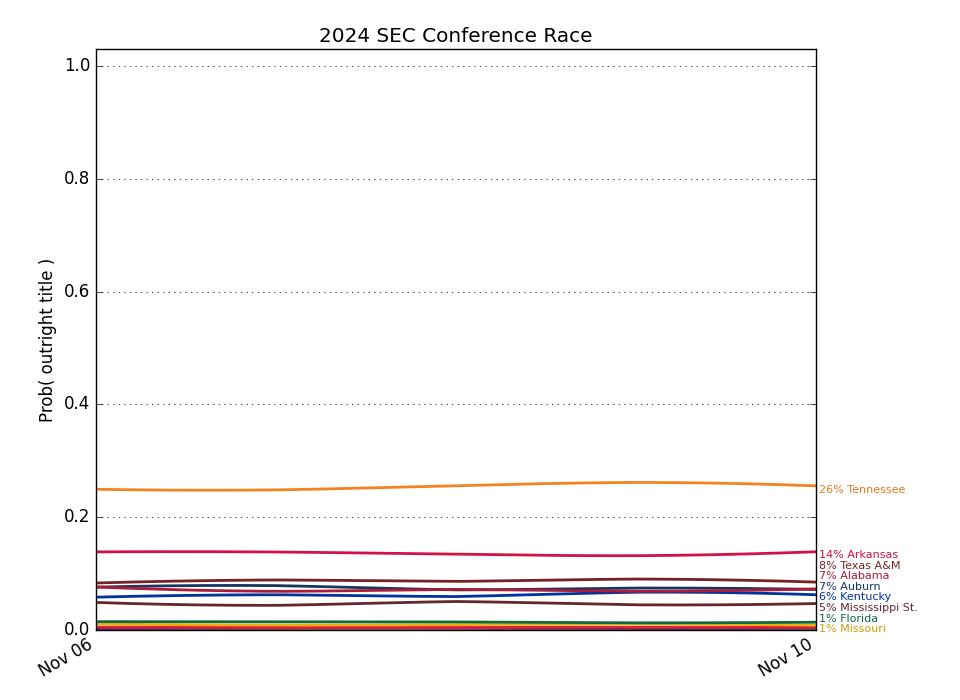 2024 SEC Conference Race
Prob( outright title )
1.0
0.8
0.6
0.4
0.2
0.0
Nov 06
Nov 10
26% Tennessee
14% Arkansas
8% Texas A&M
7% Alabama
7% Auburn
6% Kentucky
5% Mississippi St.
1% Florida
1% Missouri